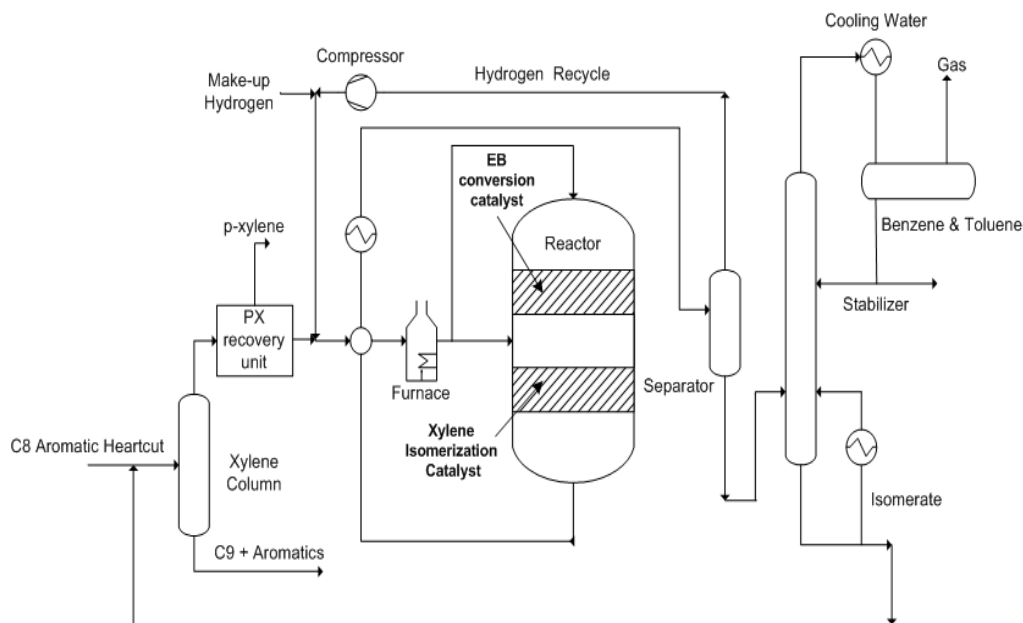 Cooling Water
Compressor
Gas
Make-up
Hydrogen
Hydrogen Recycle
EB
conversion
catalyst
p-xylene
Reactor
Benzene & Toluene
PX
recovery
unit
Stabilizer
Furnace
Separator
C8 Aromatic Heartcut
Xylene
Isomerization
Catalyst
Xylene
Column
Isomerate
C9 + Aromatics